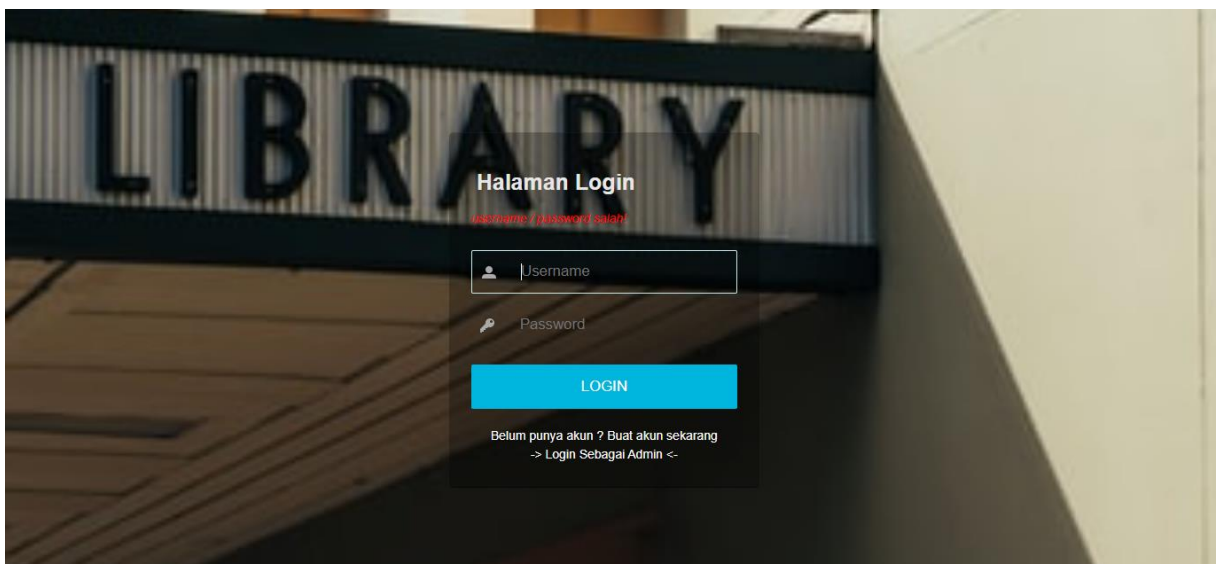 LIBRARY
Halaman Login
username / password salah!
Username
Password
LOGIN
Belum punya akun ? Buat akun sekarang
-> Login Sebagai Admin <-